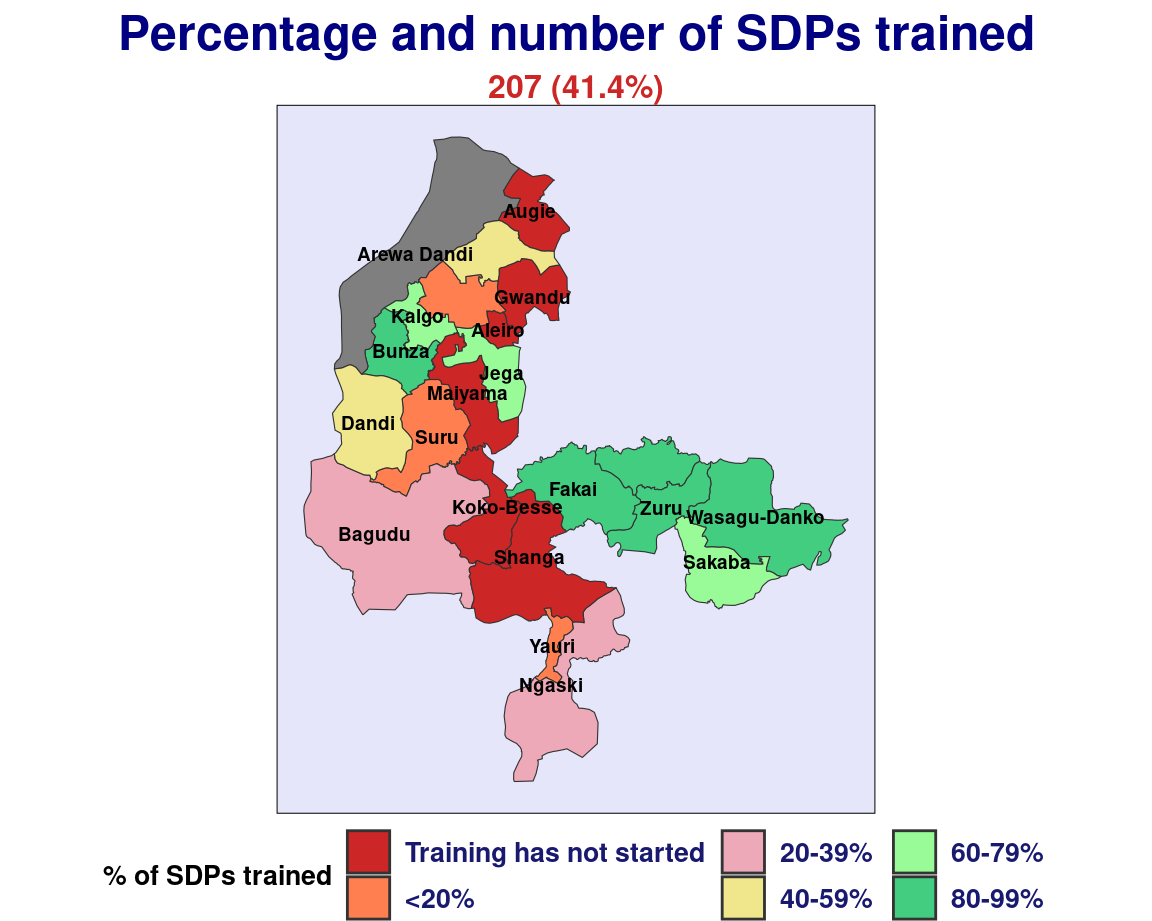 Percentage and number of SDPs trained
207 (41.4%)
Augie
Arewa Dandi
Gwandu
Kalgo
Aleiro
Bunza
Jega
Maiyama
Dandi
Suru
Fakai
Koko-Besse
Zuru
Wasagu-Danko
Bagudu
Shanga
Sakaba
Yauri
Ngaski
% of SDPs trained
Training has not started
<20%
20-39%
40-59%
60-79%
80-99%